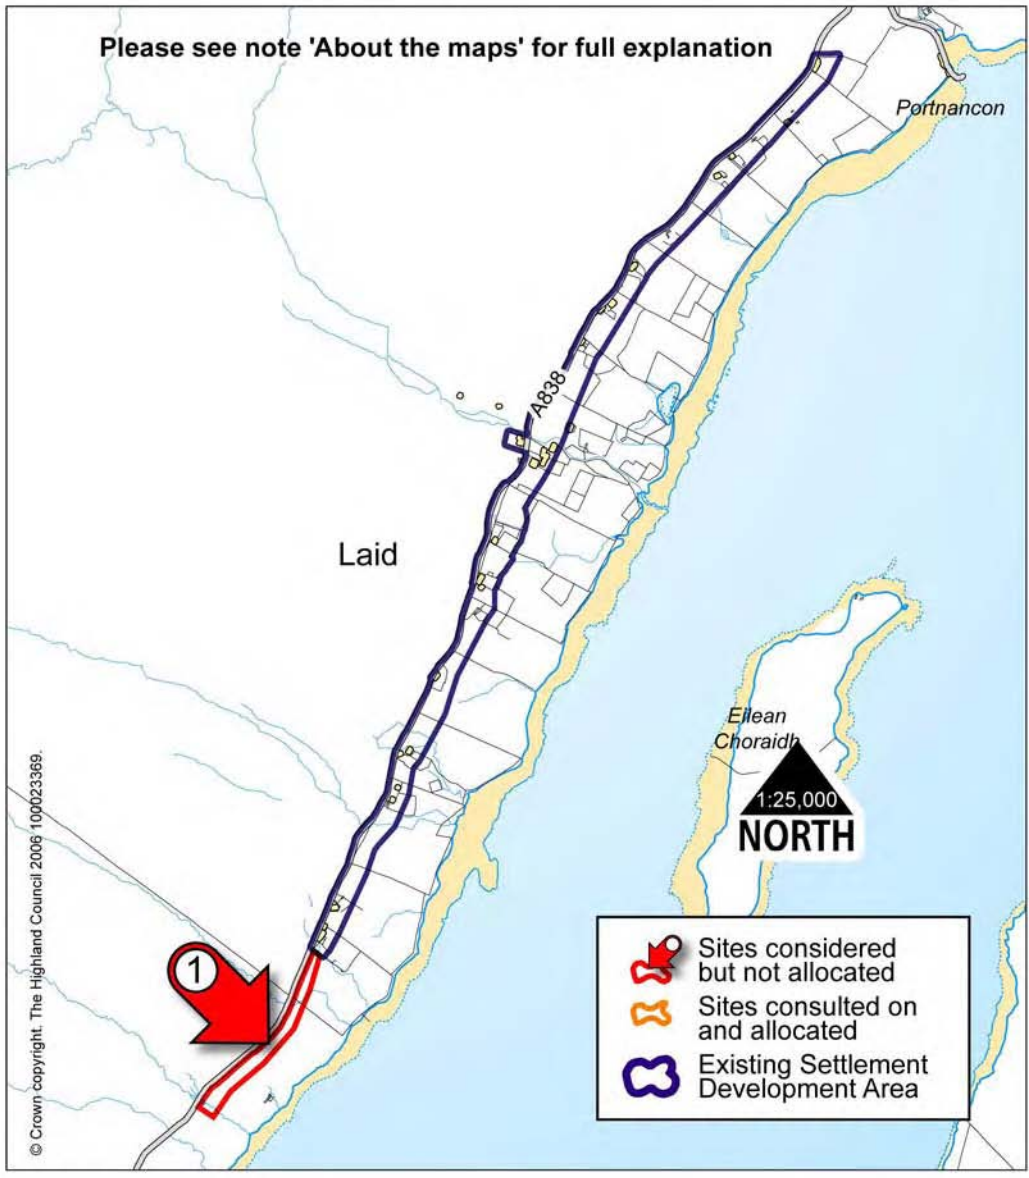 Please see note 'About the maps' for full explanation
Portnancon
A838
Laid
Eilean
Choraidh
1:25,000
NORTH
© Crown copyright. The Highland Council 2006 100023369.
1
Sites considered
but not allocated
Sites consulted on
and allocated
Existing Settlement
Development Area